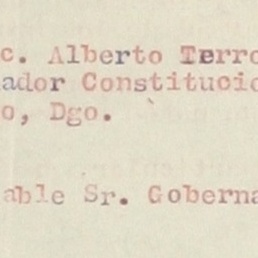 c. Alberto Terro
ador Constitucio
o, Dgo.
able Sr. Goberna